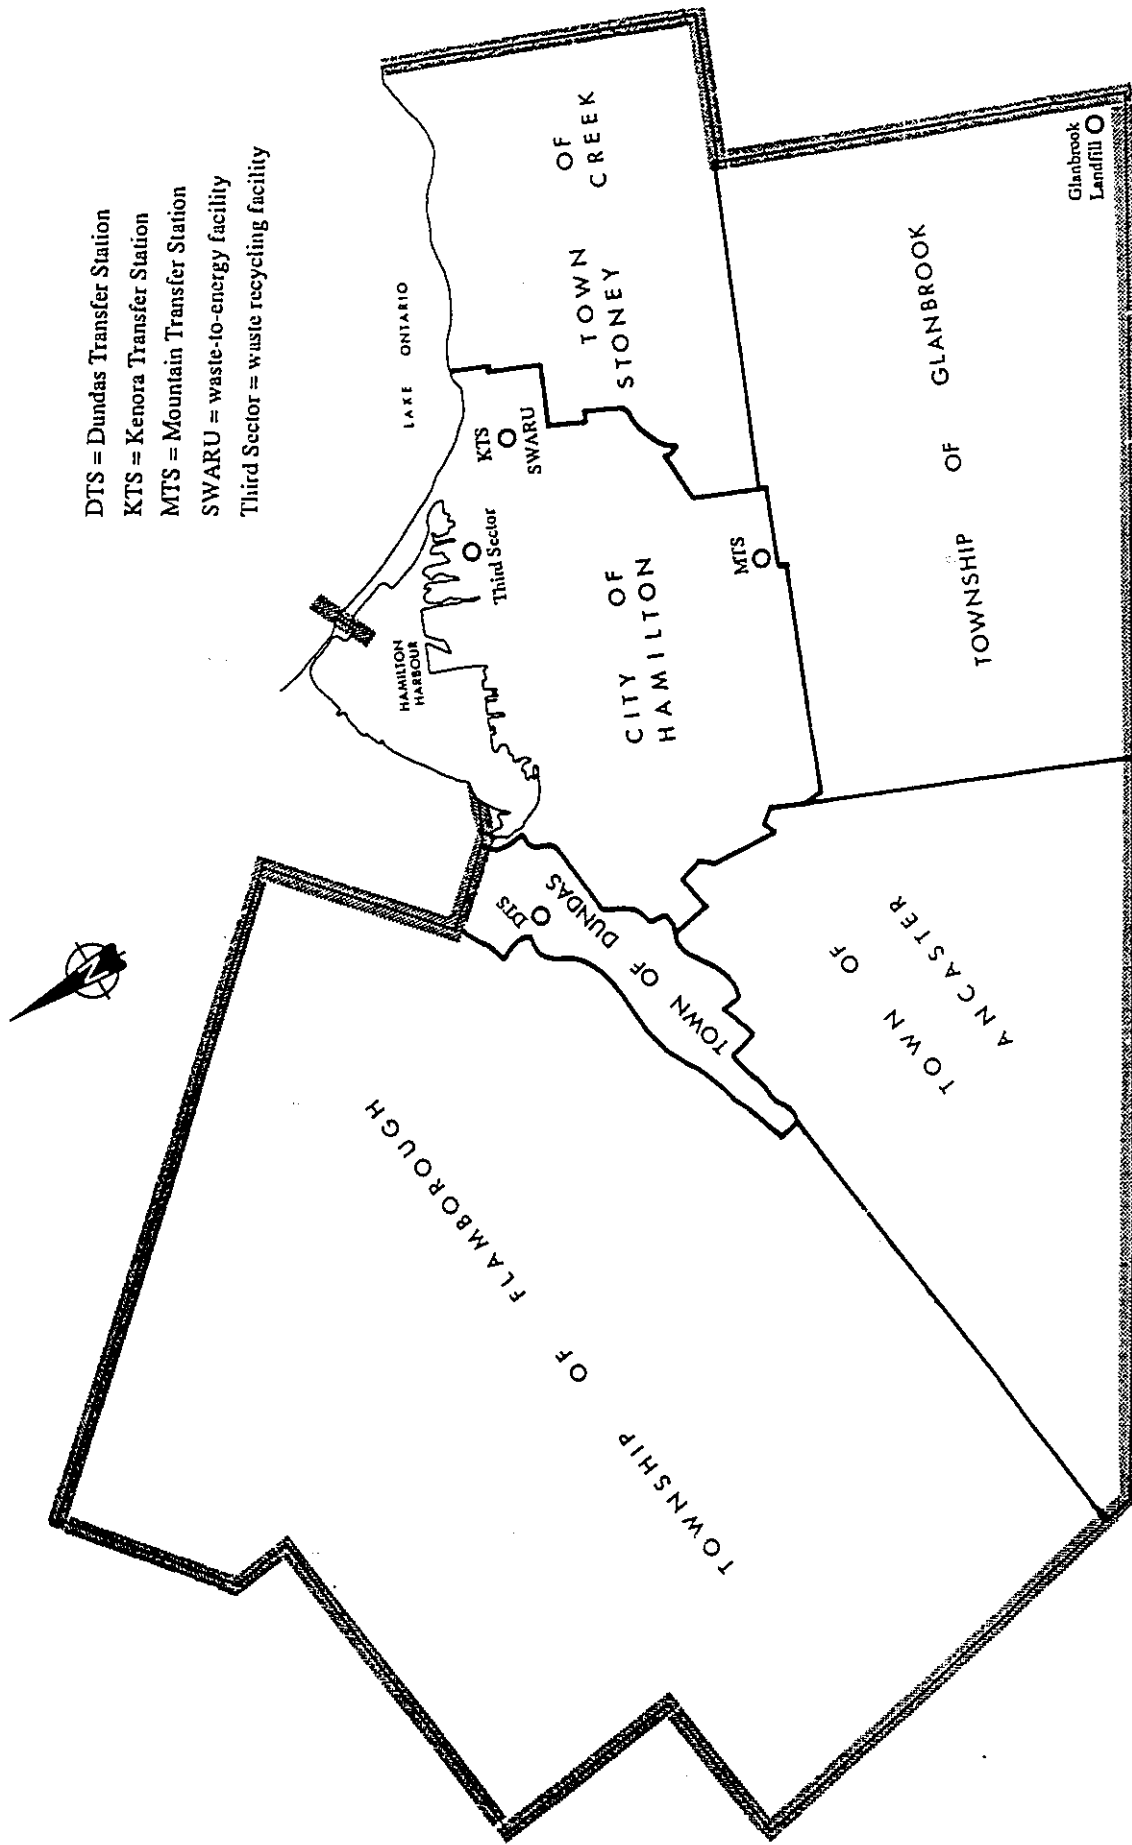 DTS = Dundas Transfer Station
KTS = Kenora Transfer Station
MTS = Mountain Transfer Station
SWARU = waste-to-energy facility
Third Sector = waste recycling facility
N
LAKE ONTARIO
HAMILTON
HARBOUR
KTS
SWARU
Third Sector
TOWN OF
STONEY CREEK
CITY OF
HAMILTON
MTS
DTS
TOWN OF DUNDAS
TOWNSHIP OF FLAMBOROUGH
TOWN OF
ANCASTER
TOWNSHIP OF GLANBROOK
Glanbrook
Landfill